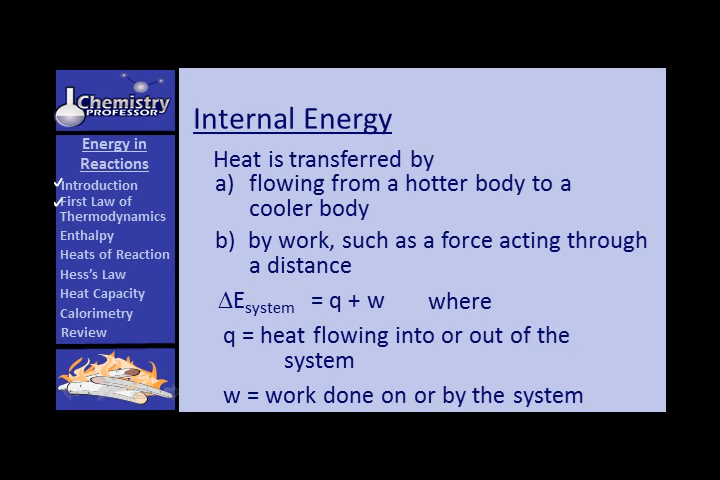 Chemistry
PROFESSOR
Energy in
Reactions
Introduction
First Law of
Thermodynamics
Enthalpy
Heats of Reaction
Hess's Law
Heat Capacity
Calorimetry
Review
Internal Energy
Heat is transferred by
a) flowing from a hotter body to a
cooler body
b) by work, such as a force acting through
a distance
ΔEsystem = q + w where
q = heat flowing into or out of the
system
w = work done on or by the system